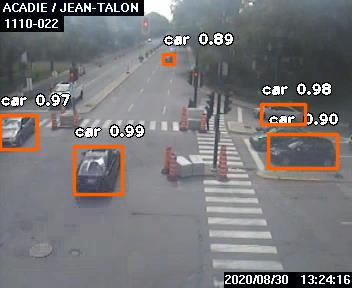 ACADIE / JEAN-TALON
1110-022
car 0.89
car 0.98
car 0.97
car 0.90
car 0.99
2020/08/30 13:24:16